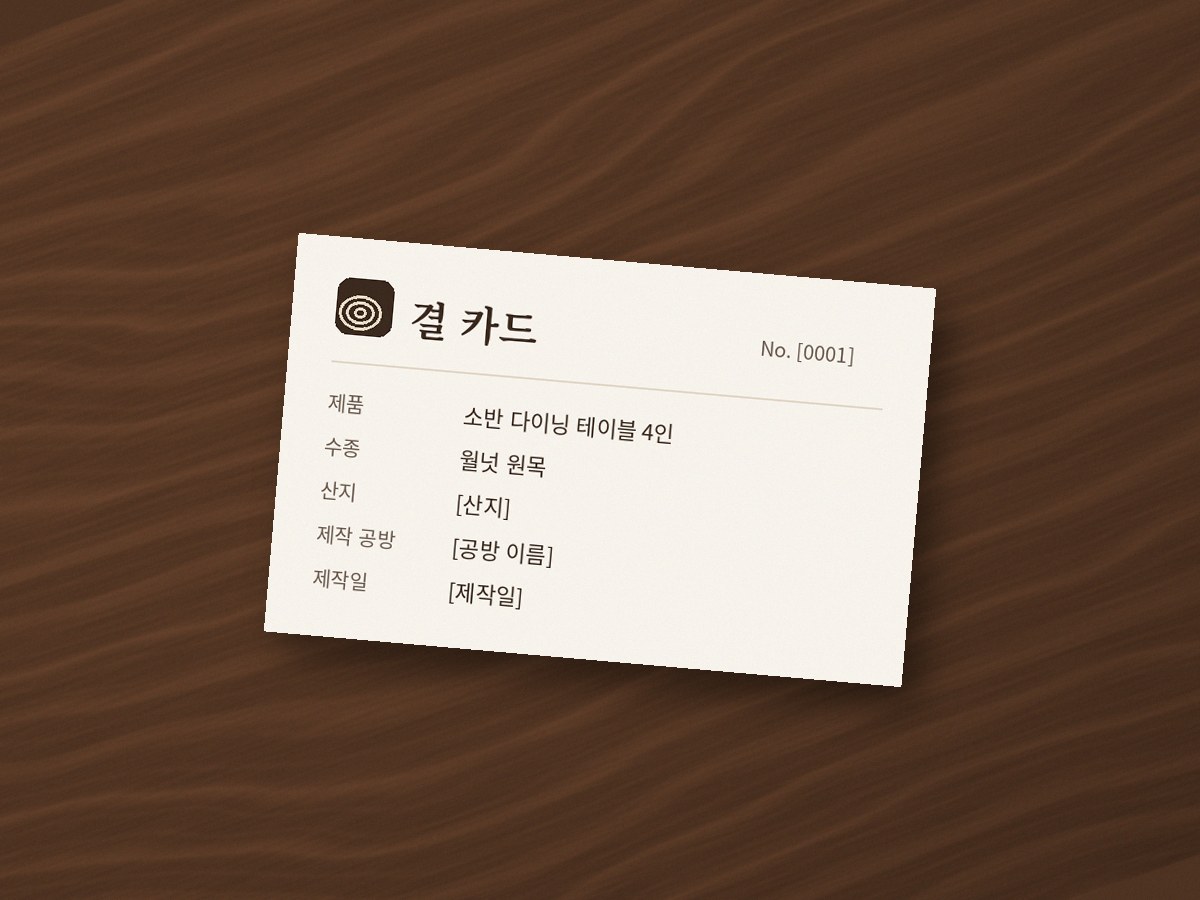 결 카드
No. [0001]
제품 소반 다이닝 테이블 4인
수종 월넛 원목
산지 [산지]
제작 공방 [공방 이름]
제작일 [제작일]